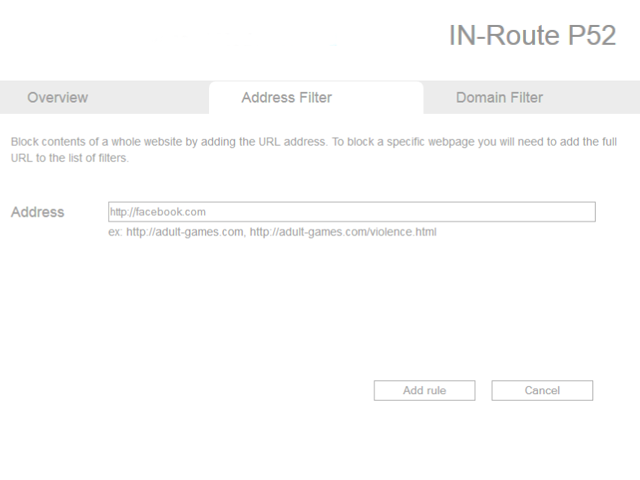 IN-Route P52
Overview
Address Filter
Domain Filter
Block contents of a whole website by adding the URL address. To block a specific webpage you will need to add the full
URL to the list of filters.
Address
http://facebook.com
ex: http://adult-games.com, http://adult-games.com/violence.html
Add rule
Cancel